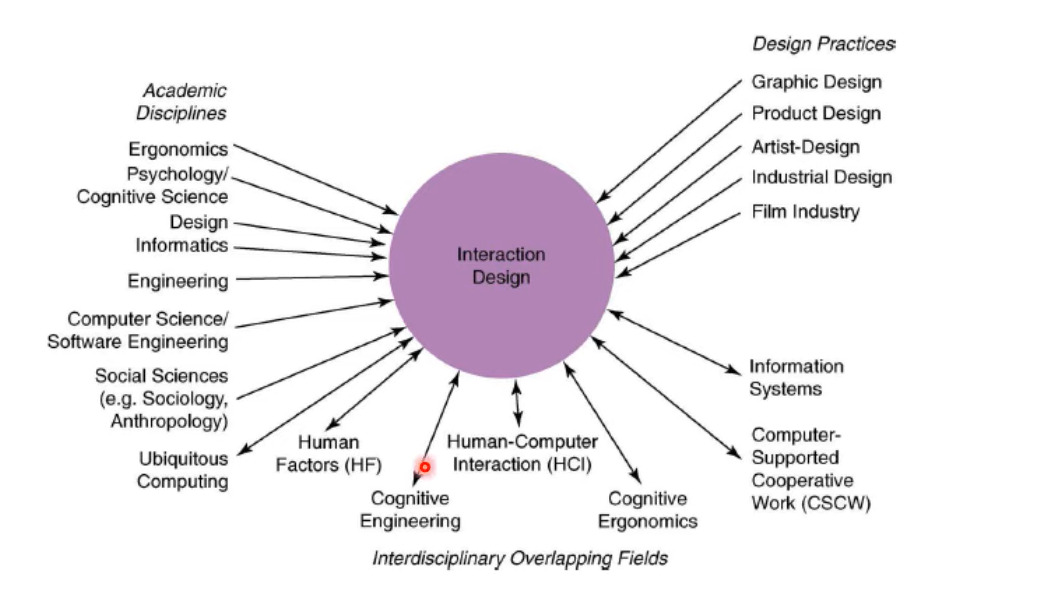 Design Practices
Graphic Design
Product Design
Artist-Design
Industrial Design
Film Industry
Academic
Disciplines
Ergonomics
Psychology/
Cognitive Science
Design
Informatics
Engineering
Computer Science/
Software Engineering
Social Sciences
(e.g. Sociology,
Anthropology)
Interaction
Design
Ubiquitous
Computing
Human
Factors (HF)
Cognitive
Engineering
Human-Computer
Interaction (HCI)
Cognitive
Ergonomics
Information
Systems
Computer-
Supported
Cooperative
Work (CSCW)
Interdisciplinary Overlapping Fields